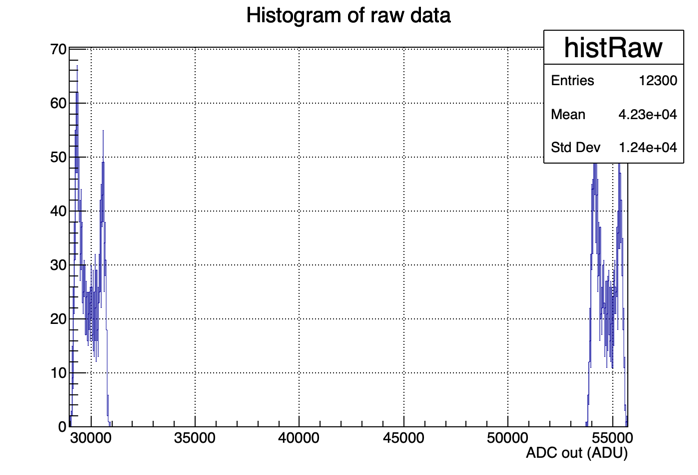 Histogram of raw data
histRaw
Entries 12300
Mean 4.23e+04
Std Dev 1.24e+04
70
60
50
40
30
20
10
0
30000 35000 40000 45000 50000 55000
ADC out (ADU)